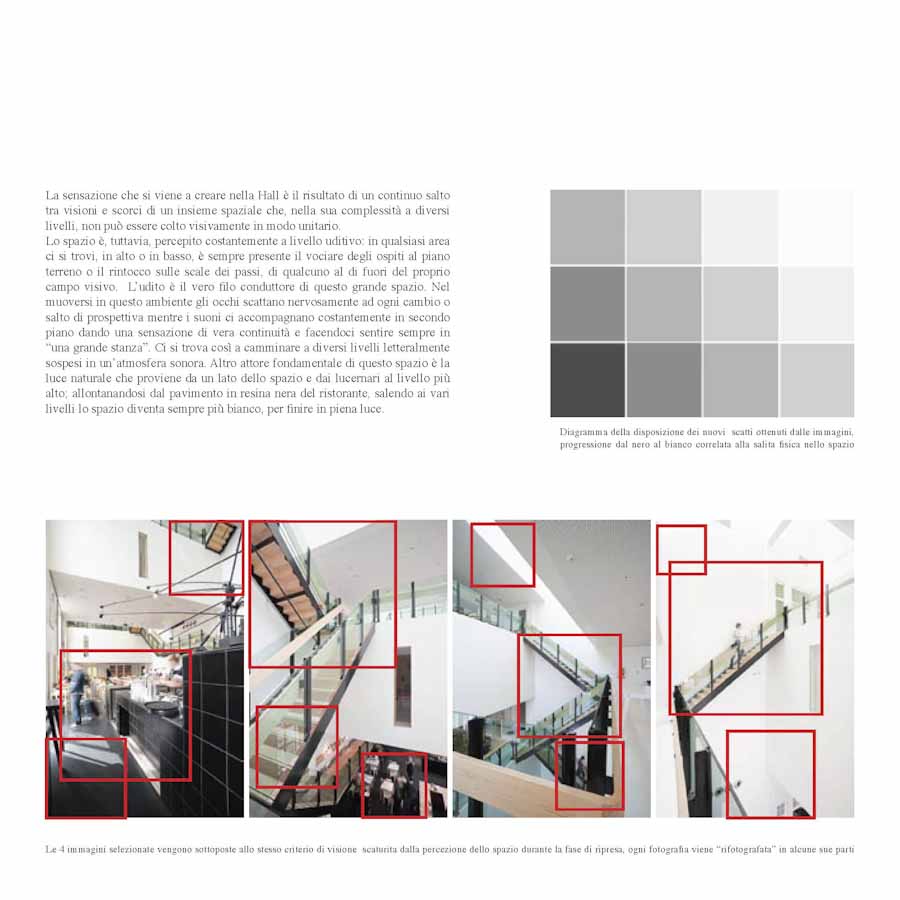 La sensazione che si viene a creare nella Hall è il risultato di un continuo salto
tra visioni e scorci di un insieme spaziale che, nella sua complessità a diversi
livelli, non può essere colto visivamente in modo unitario.
Lo spazio è, tuttavia, percepito costantemente a livello uditivo: in qualsiasi area
ci si trovi, in alto o in basso, è sempre presente il vociare degli ospiti al piano
terreno o il rintocco sulle scale dei passi, di qualcuno al di fuori del proprio
campo visivo. L'udito è il vero filo conduttore di questo grande spazio. Nel
muoversi in questo ambiente gli occhi scattano nervosamente ad ogni cambio o
salto di prospettiva mentre i suoni ci accompagnano costantemente in secondo
piano dando una sensazione di vera continuità e facendoci sentire sempre in
“una grande stanza”. Ci si trova così a camminare a diversi livelli letteralmente
sospesi in un'atmosfera sonora. Altro attore fondamentale di questo spazio è la
luce naturale che proviene da un lato dello spazio e dai lucernari al livello più
alto; allontanandosi dal pavimento in resina nera del ristorante, salendo ai vari
livelli lo spazio diventa sempre più bianco, per finire in piena luce.
Diagramma della disposizione dei nuovi scatti ottenuti dalle immagini,
progressione dal nero al bianco correlata alla salita fisica nello spazio
Le 4 immagini selezionate vengono sottoposte allo stesso criterio di visione scaturita dalla percezione dello spazio durante la fase di ripresa, ogni fotografia viene “rifotografata” in alcune sue parti